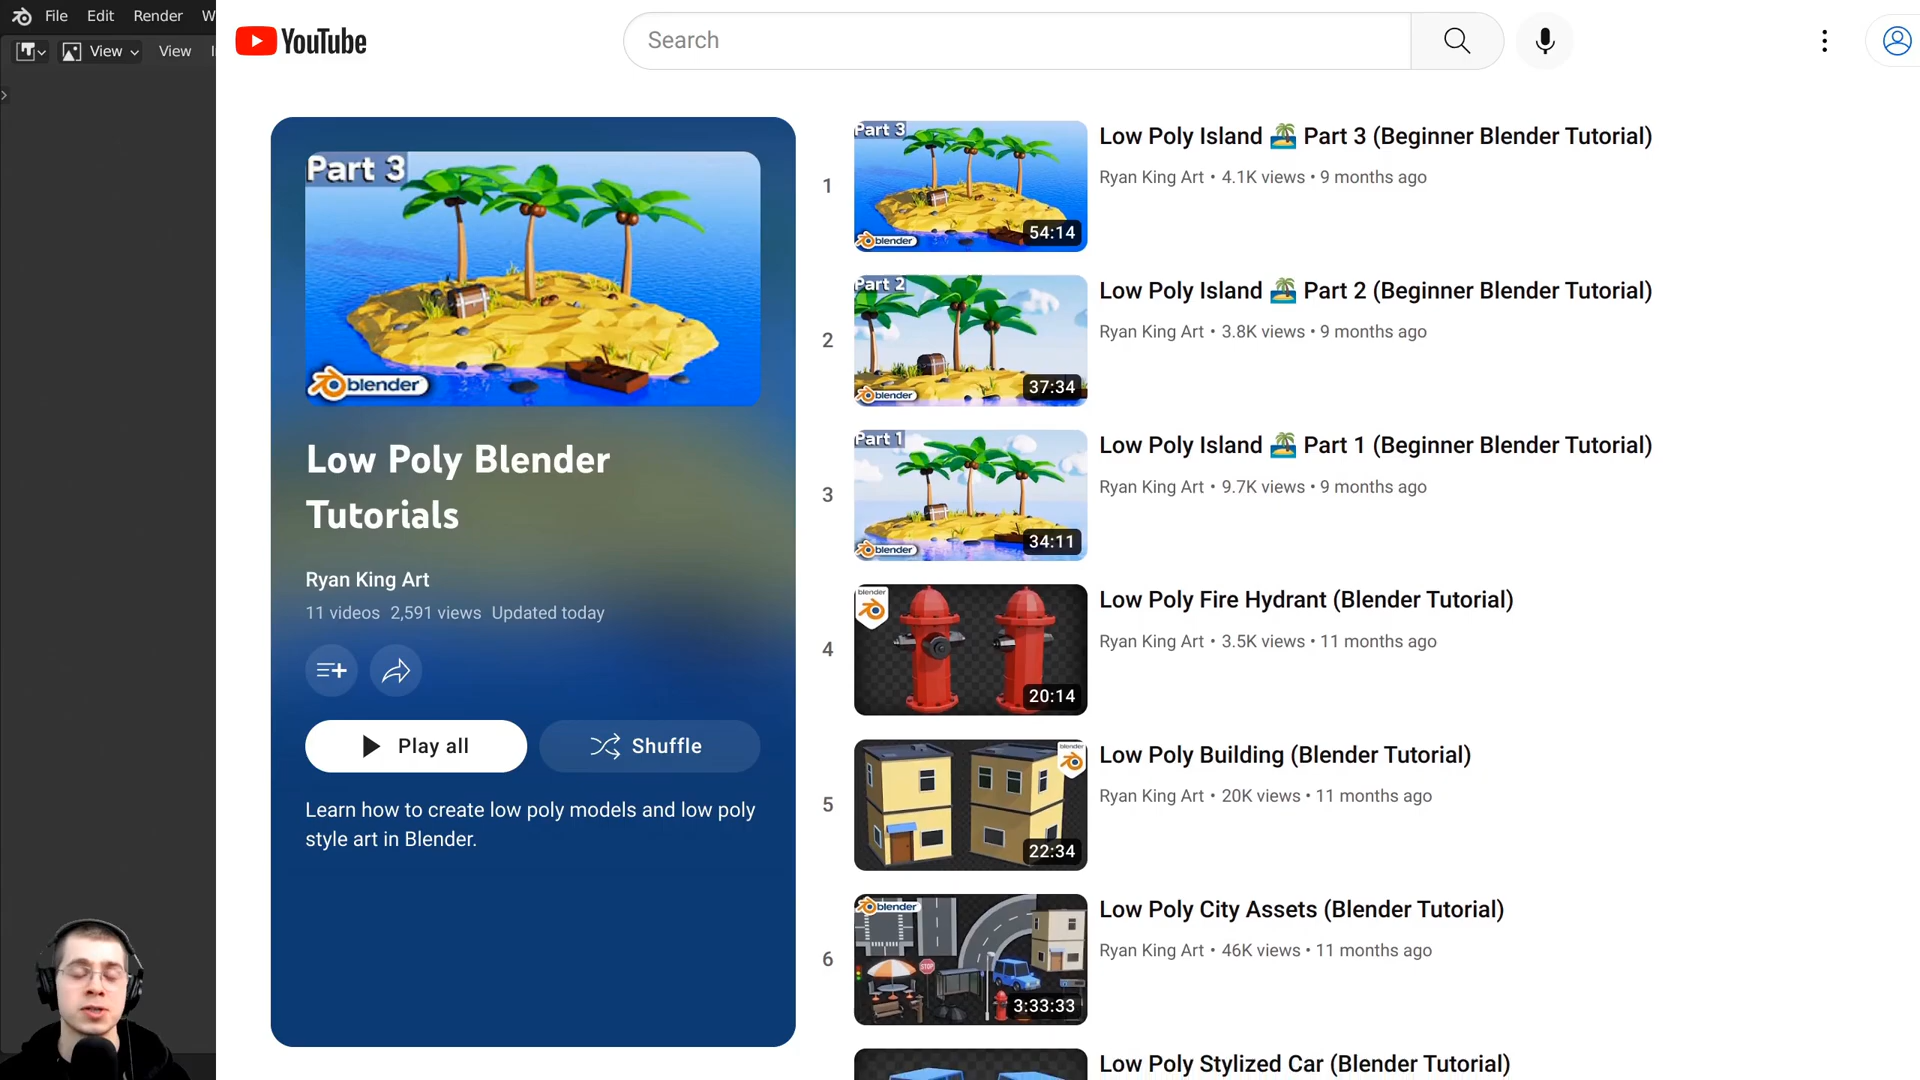 File Edit Render W
View View I
YouTube
Search
Part 3
blender
Low Poly Blender
Tutorials
Ryan King Art
11 videos 2,591 views Updated today
Play all
Shuffle
Learn how to create low poly models and low poly
style art in Blender.
1
Part 3
blender
54:14
Low Poly Island 🏝️ Part 3 (Beginner Blender Tutorial)
Ryan King Art • 4.1K views • 9 months ago
2
Part 2
blender
37:34
Low Poly Island 🏝️ Part 2 (Beginner Blender Tutorial)
Ryan King Art • 3.8K views • 9 months ago
3
Part 1
blender
34:11
Low Poly Island 🏝️ Part 1 (Beginner Blender Tutorial)
Ryan King Art • 9.7K views • 9 months ago
4
blender
20:14
Low Poly Fire Hydrant (Blender Tutorial)
Ryan King Art • 3.5K views • 11 months ago
5
blender
22:34
Low Poly Building (Blender Tutorial)
Ryan King Art • 20K views • 11 months ago
6
blender
STOP
3:33:33
Low Poly City Assets (Blender Tutorial)
Ryan King Art • 46K views • 11 months ago
Low Poly Stylized Car (Blender Tutorial)